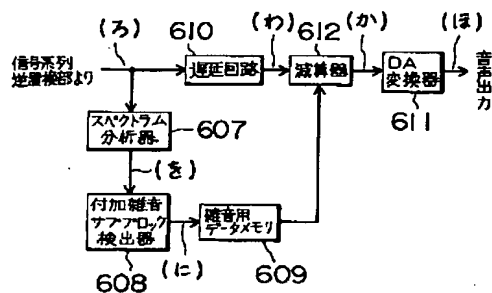 (ろ)
610
(わ)
612
(か)
(ほ)
信号系列
逆置換部より
遅延回路
減算器
DA
変換器
音声出力
611
スペクトラム
分析器
607
(を)
付加雑音
サブブロック
検出器
608
(に)
雑音用
データメモリ
609